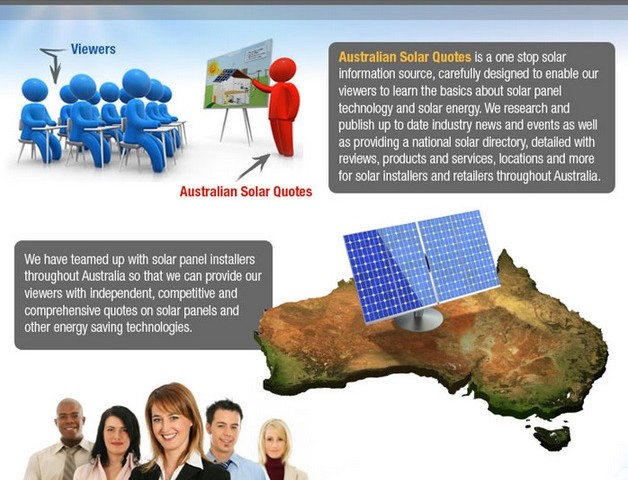 Viewers
Australian Solar Quotes
Australian Solar Quotes is a one stop solar
information source, carefully designed to enable our
viewers to learn the basics about solar panel
technology and solar energy. We research and
publish up to date industry news and events as well
as providing a national solar directory, detailed with
reviews, products and services, locations and more
for solar installers and retailers throughout Australia.
We have teamed up with solar panel installers
throughout Australia so that we can provide our
viewers with independent, competitive and
comprehensive quotes on solar panels and
other energy saving technologies.